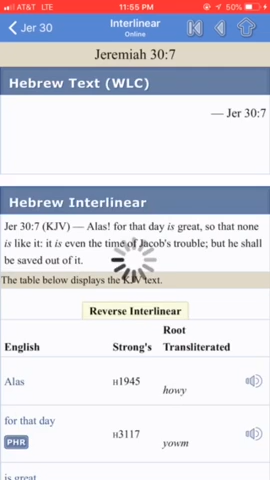 AT&T LTE 11:55 PM 50%
Jer 30 Interlinear
Online
Jeremiah 30:7
Hebrew Text (WLC)
— Jer 30:7
Hebrew Interlinear
Jer 30:7 (KJV) — Alas! for that day is great, so that none
is like it: it is even the time of Jacob's trouble; but he shall
be saved out of it.
The table below displays the KJV text.
Reverse Interlinear
Root
English Strong's Transliterated
Alas H1945 howy
for that day H3117 yowm
PHR
is great